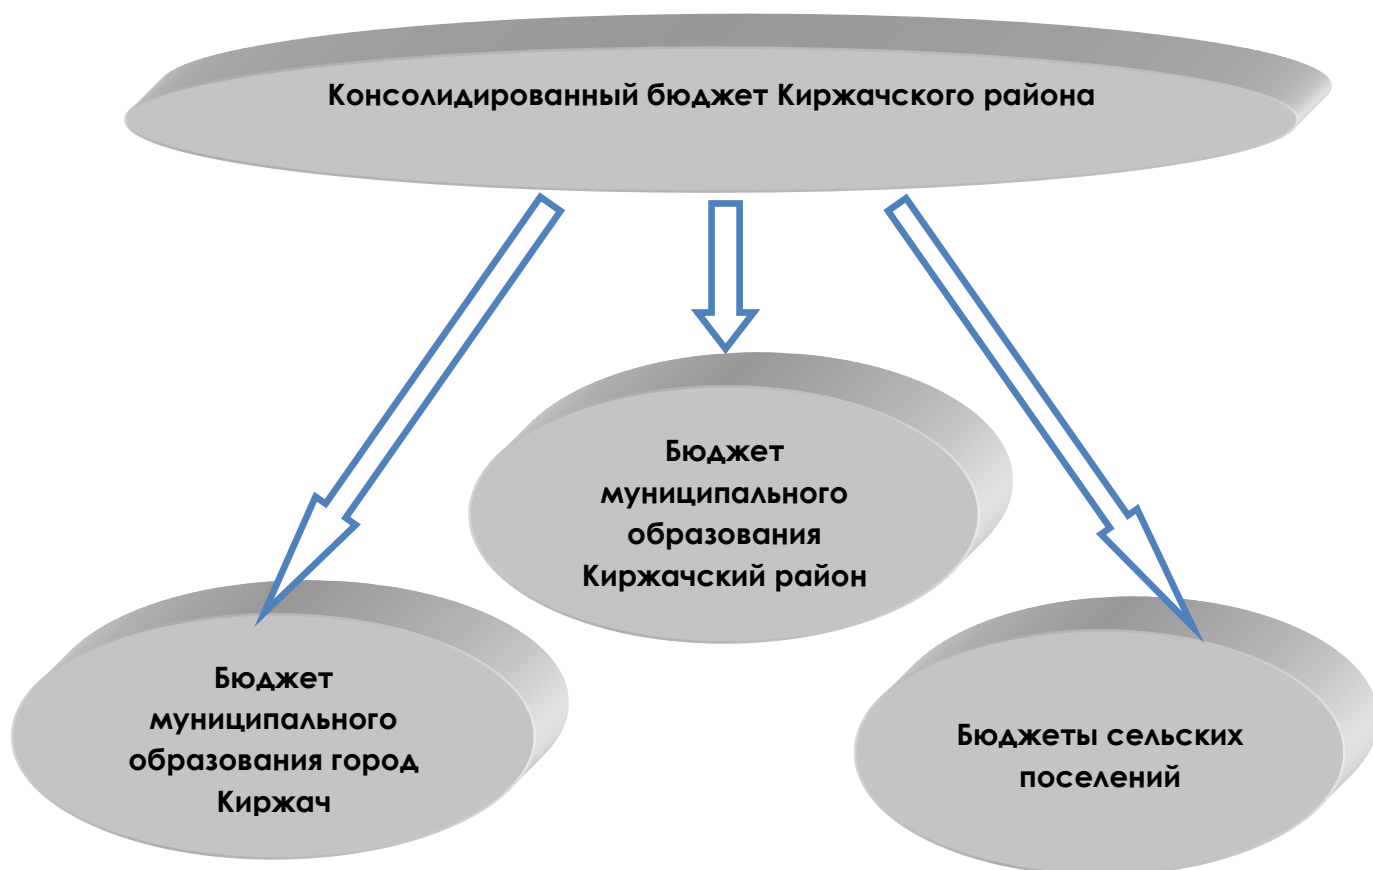 Консолидированный бюджет Киржачского района
Бюджет
муниципального
образования
Киржачский район
Бюджет
муниципального
образования город
Киржач
Бюджеты сельских
поселений